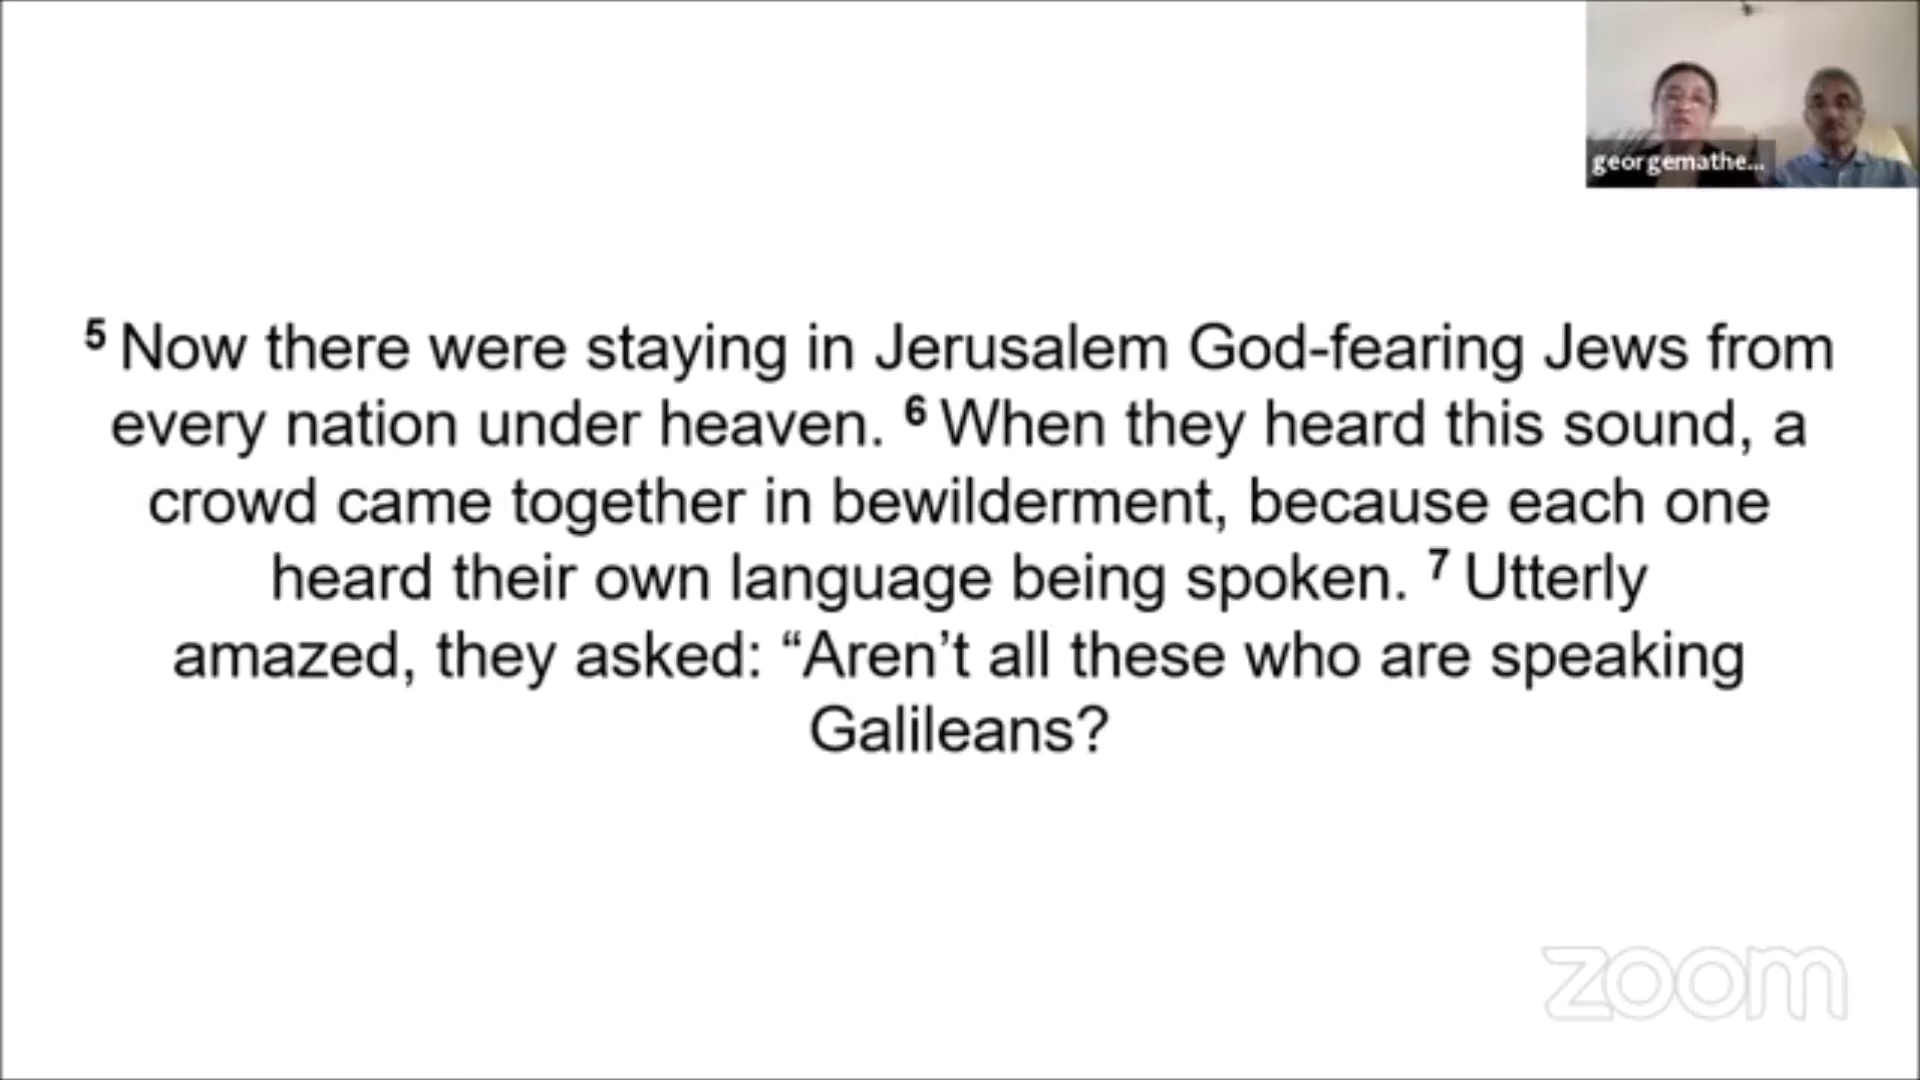 georgemathe...
5 Now there were staying in Jerusalem God-fearing Jews from
every nation under heaven. 6 When they heard this sound, a
crowd came together in bewilderment, because each one
heard their own language being spoken. 7 Utterly
amazed, they asked: “Aren’t all these who are speaking
Galileans?
zoom